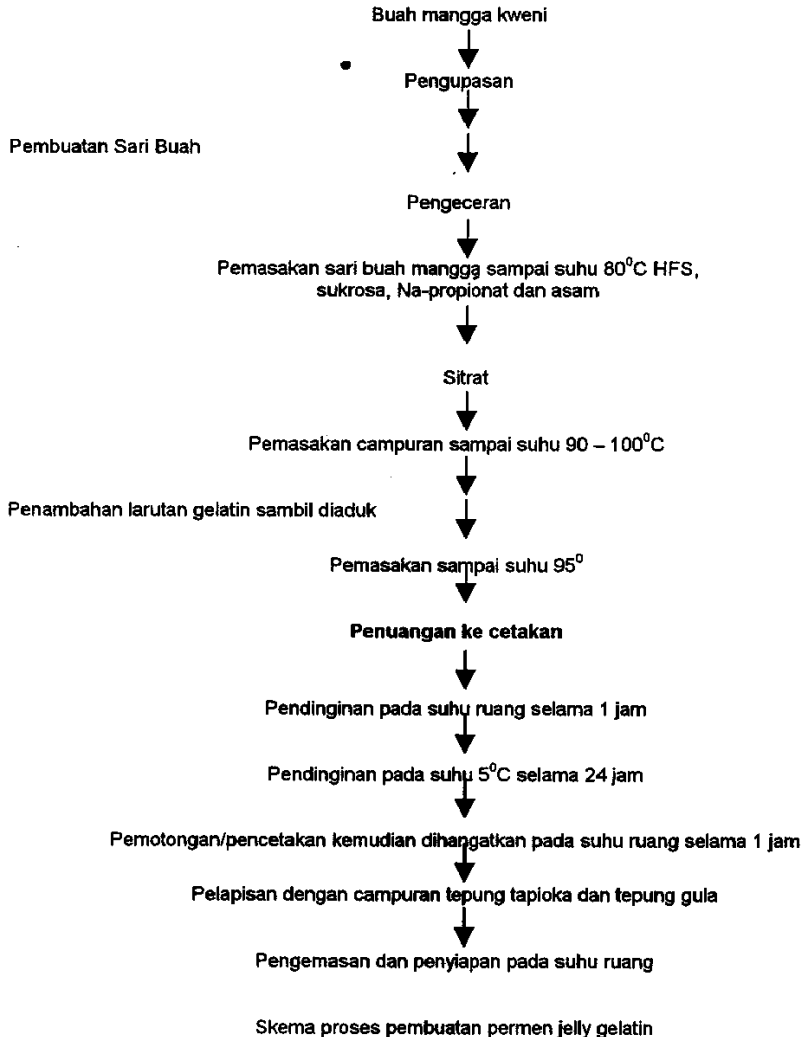 Buah mangga kweni
Pengupasan
Pembuatan Sari Buah
Pengeceran
Pemasakan sari buah mangga sampai suhu 80⁰C HFS,
sukrosa, Na-propionat dan asam
Sitrat
Pemasakan campuran sampai suhu 90 – 100⁰C
Penambahan larutan gelatin sambil diaduk
Pemasakan sampai suhu 95⁰
Penuangan ke cetakan
Pendinginan pada suhu ruang selama 1 jam
Pendinginan pada suhu 5⁰C selama 24 jam
Pemotongan/pencetakan kemudian dihangatkan pada suhu ruang selama 1 jam
Pelapisan dengan campuran tepung tapioka dan tepung gula
Pengemasan dan penyiapan pada suhu ruang
Skema proses pembuatan permen jelly gelatin